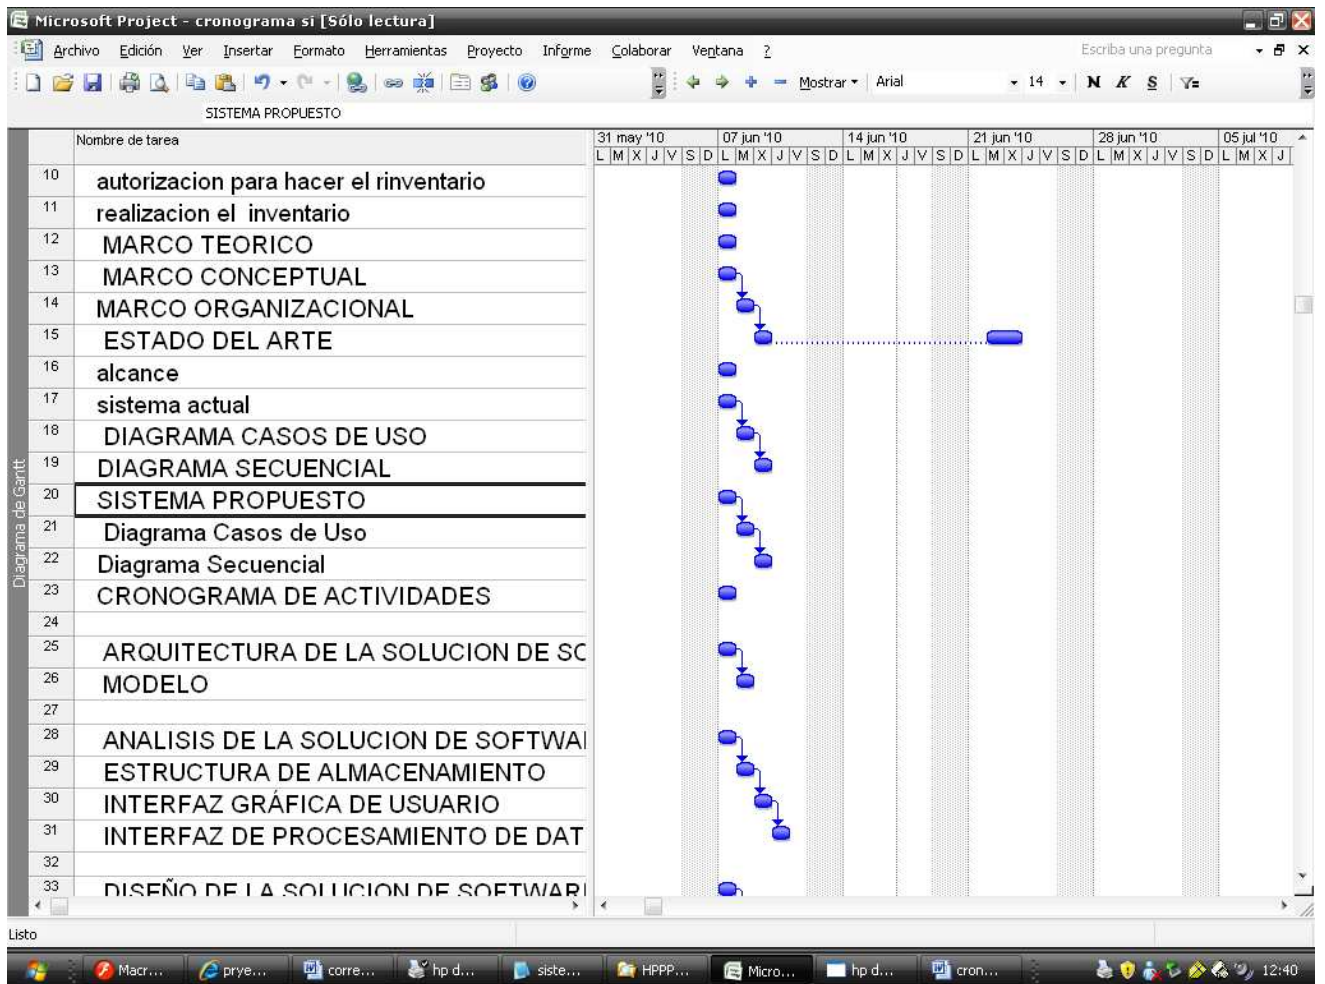 Microsoft Project - cronograma si [Sólo lectura]
Archivo Edición Ver Insertar Formato Herramientas Proyecto Informe Colaborar Ventana ? Escriba una pregunta
Mostrar Arial 14 N K S
SISTEMA PROPUESTO
Nombre de tarea
31 may '10 07 jun '10 14 jun '10 21 jun '10 28 jun '10 05 jul '10
L M X J V S D L M X J V S D L M X J V S D L M X J V S D L M X J V S D L M X J
10 autorizacion para hacer el rinventario
11 realizacion el inventario
12 MARCO TEORICO
13 MARCO CONCEPTUAL
14 MARCO ORGANIZACIONAL
15 ESTADO DEL ARTE
16 alcance
17 sistema actual
18 DIAGRAMA CASOS DE USO
19 DIAGRAMA SECUENCIAL
20 SISTEMA PROPUESTO
21 Diagrama Casos de Uso
22 Diagrama Secuencial
23 CRONOGRAMA DE ACTIVIDADES
24
25 ARQUITECTURA DE LA SOLUCION DE SO
26 MODELO
27
28 ANALISIS DE LA SOLUCION DE SOFTWA
29 ESTRUCTURA DE ALMACENAMIENTO
30 INTERFAZ GRÁFICA DE USUARIO
31 INTERFAZ DE PROCESAMIENTO DE DAT
32
33 DISEÑO DE LA SOLUCION DE SOFTWAR
Diagrama de Gantt
Listo
Macr... prye... corre... hp d... siste... HPPP... Micro... hp d... cron... 12:40